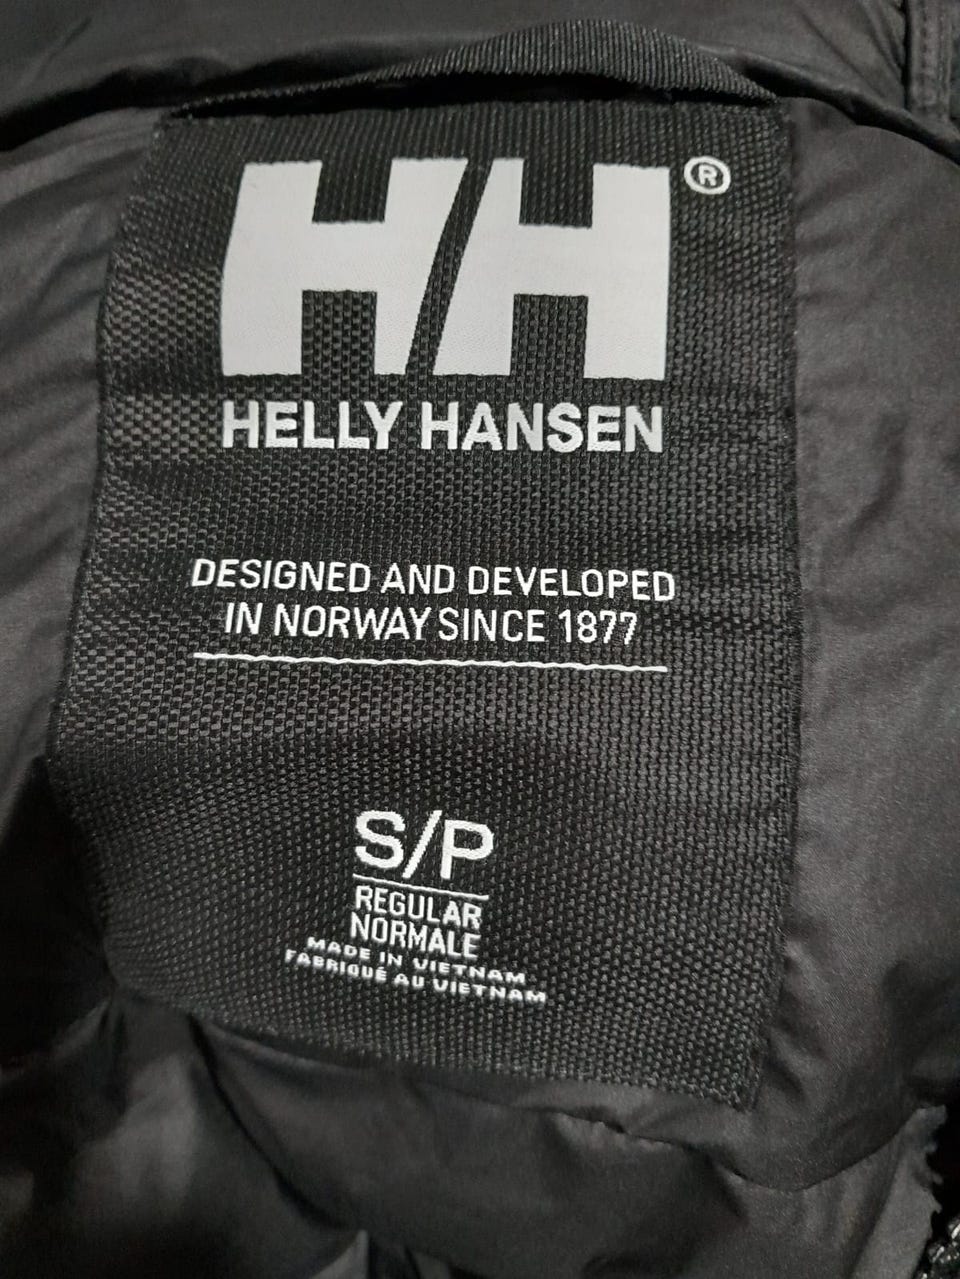 HH®
HELLY HANSEN
DESIGNED AND DEVELOPED
IN NORWAY SINCE 1877
S/P
REGULAR
NORMALE
MADE IN VIETNAM
FABRIQUÉ AU VIETNAM